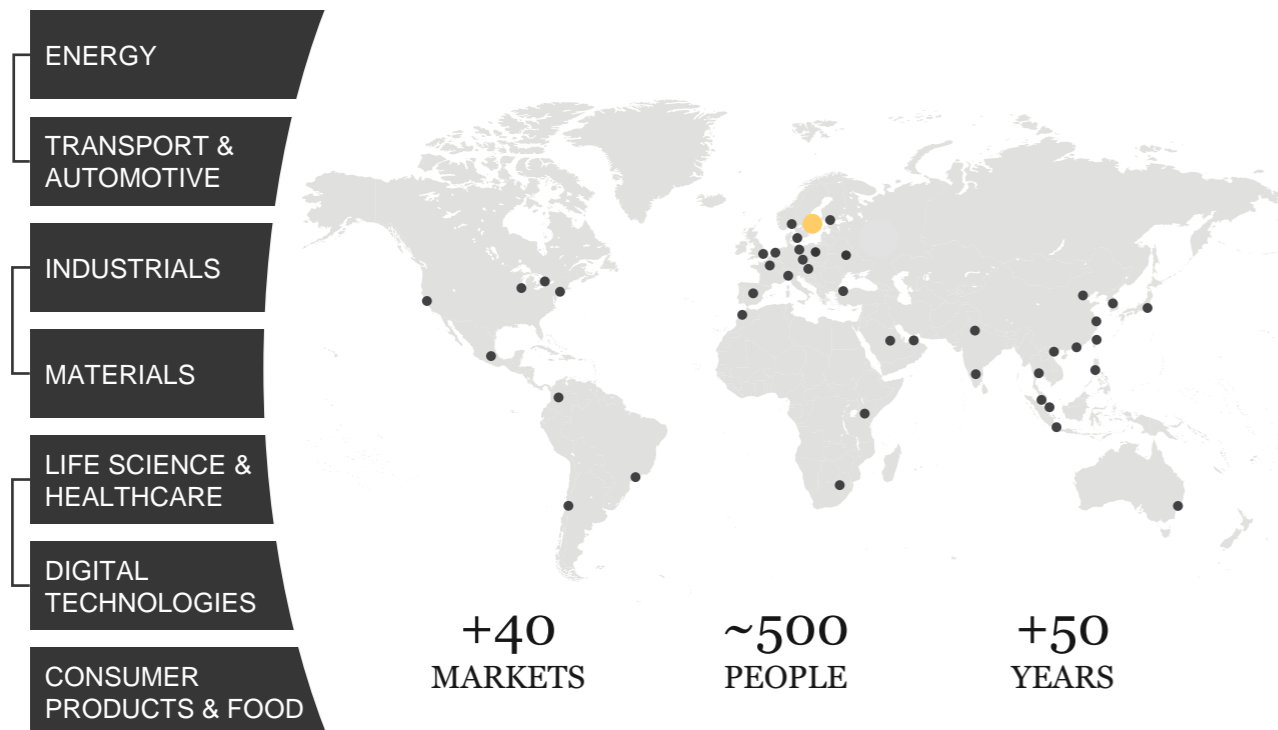 ENERGY
TRANSPORT &
AUTOMOTIVE
INDUSTRIALS
MATERIALS
LIFE SCIENCE &
HEALTHCARE
DIGITAL
TECHNOLOGIES
CONSUMER
PRODUCTS & FOOD
+40
MARKETS
~500
PEOPLE
+50
YEARS